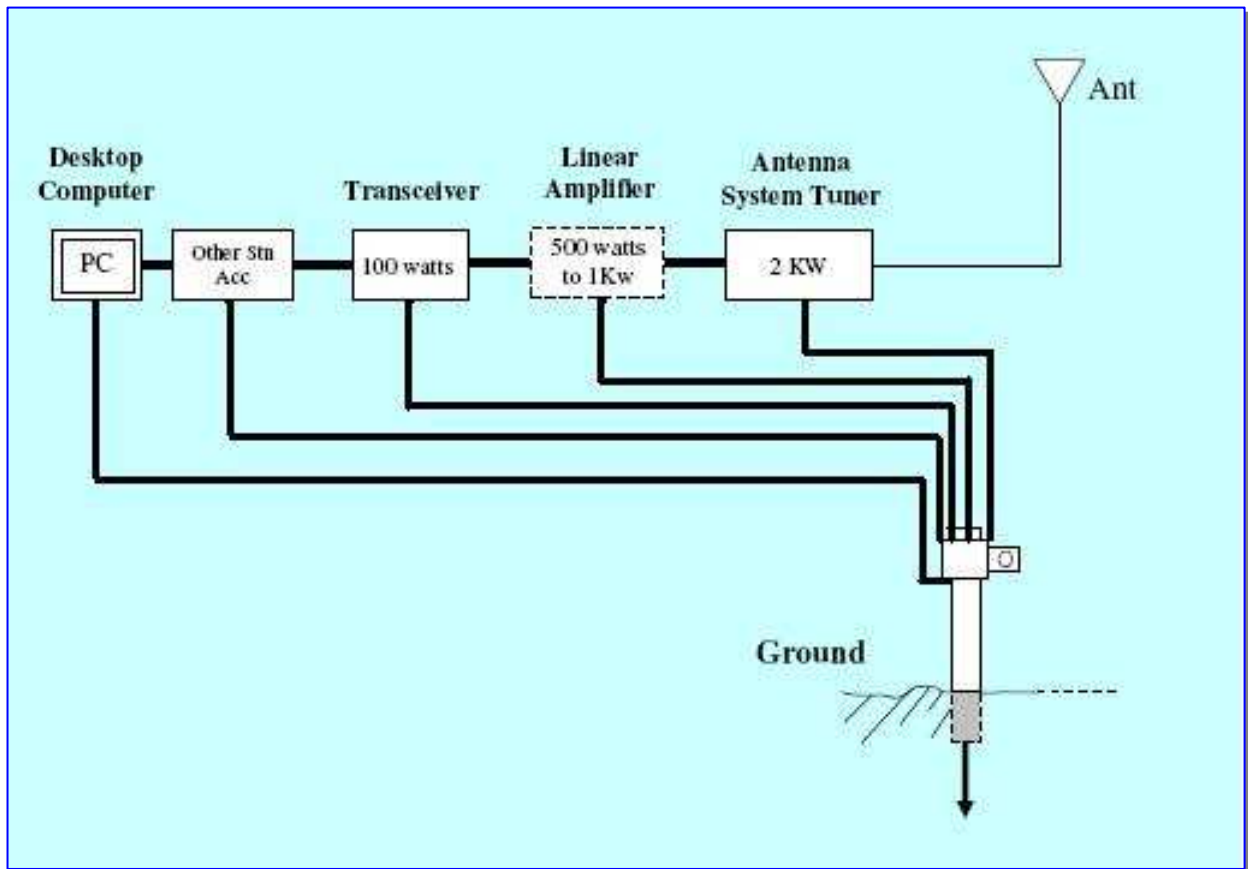 Ant
Desktop
Computer
Transceiver
Linear
Amplifier
Antenna
System Tuner
PC
Other Stn
Acc
100 watts
500 watts
to 1Kw
2 KW
Ground